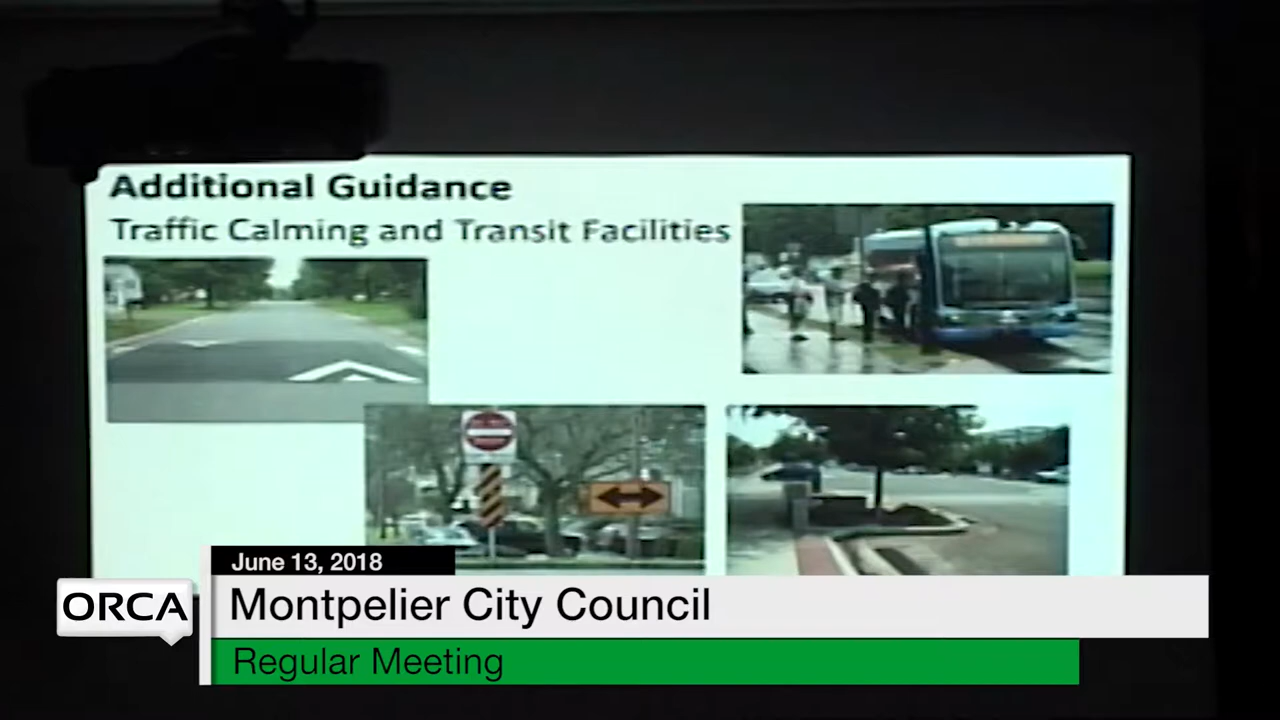 Additional Guidance
Traffic Calming and Transit Facilities
June 13, 2018
ORCA
Montpelier City Council
Regular Meeting